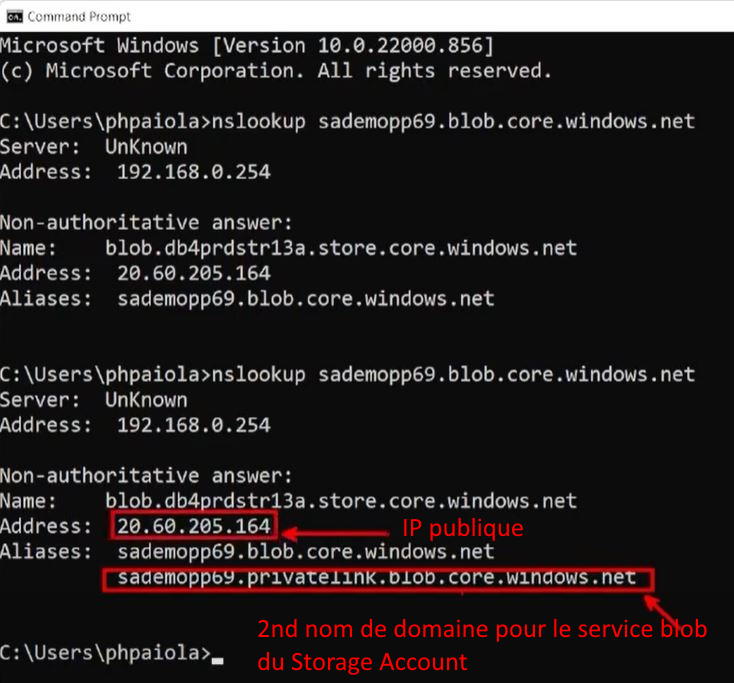 Command Prompt
Microsoft Windows [Version 10.0.22000.856]
(c) Microsoft Corporation. All rights reserved.
C:\Users\phpaiola>nslookup sademopp69.blob.core.windows.net
Server:  UnKnown
Address:  192.168.0.254
Non-authoritative answer:
Name:    blob.db4prdstr13a.store.core.windows.net
Address:  20.60.205.164
Aliases:  sademopp69.blob.core.windows.net
C:\Users\phpaiola>nslookup sademopp69.blob.core.windows.net
Server:  UnKnown
Address:  192.168.0.254
Non-authoritative answer:
Name:    blob.db4prdstr13a.store.core.windows.net
Address:  20.60.205.164 IP publique
Aliases:  sademopp69.blob.core.windows.net
sademopp69.privatelink.blob.core.windows.net
2nd nom de domaine pour le service blob
du Storage Account
C:\Users\phpaiola>